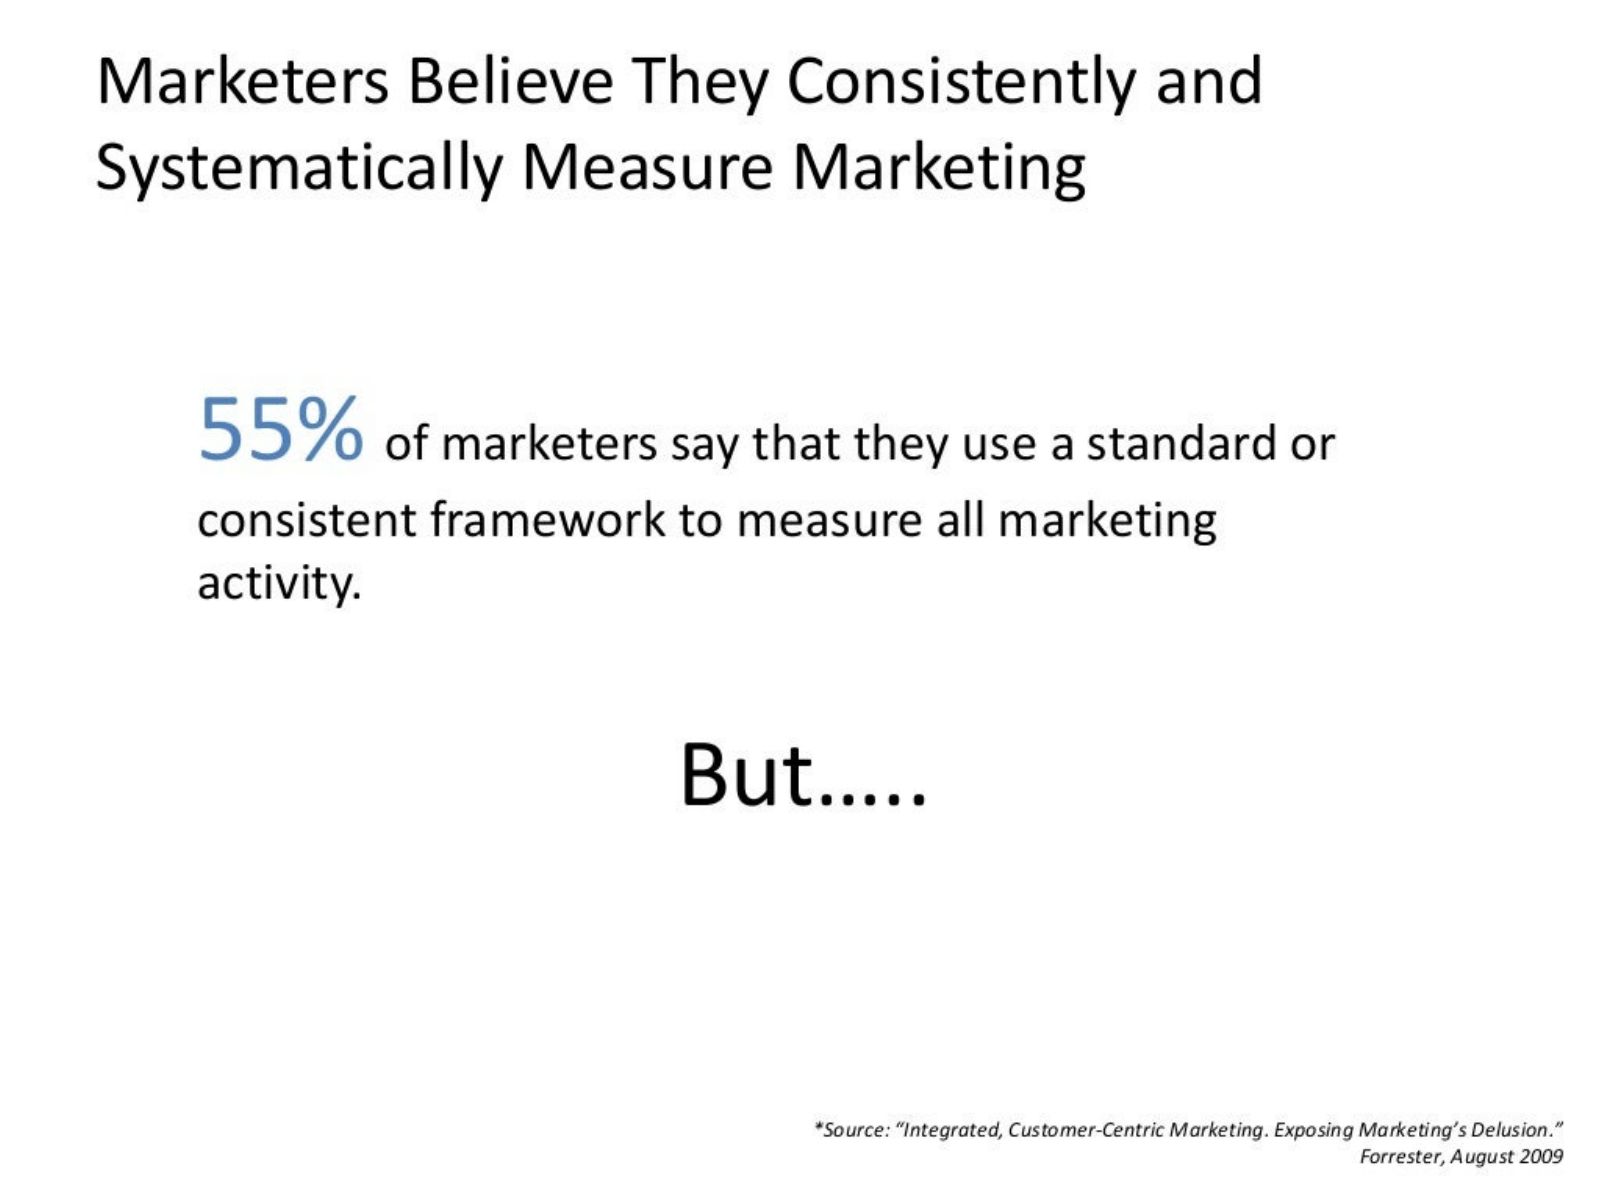 Marketers Believe They Consistently and
Systematically Measure Marketing
55% of marketers say that they use a standard or
consistent framework to measure all marketing
activity.
But…..
*Source: “Integrated, Customer-Centric Marketing. Exposing Marketing’s Delusion.”
Forrester, August 2009